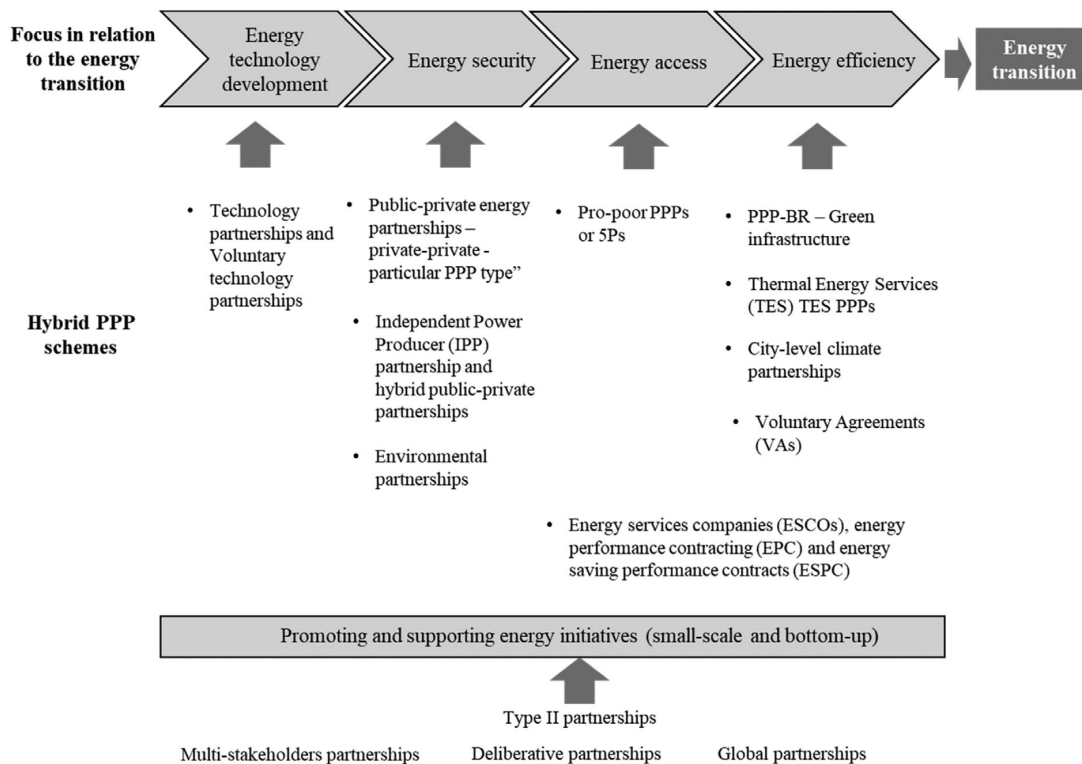 Focus in relation
to the energy
transition
Energy
technology
development
Energy security
Energy access
Energy efficiency
Energy
transition
Hybrid PPP
schemes
• Technology
partnerships and
Voluntary
technology
partnerships
• Public-private energy
partnerships –
private-private -
particular PPP type”
• Independent Power
Producer (IPP)
partnership and
hybrid public-private
partnerships
• Environmental
partnerships
• Pro-poor PPPs
or 5Ps
• PPP-BR – Green
infrastructure
• Thermal Energy Services
(TES) TES PPPs
• City-level climate
partnerships
• Voluntary Agreements
(VAs)
• Energy services companies (ESCOs), energy
performance contracting (EPC) and energy
saving performance contracts (ESPC)
Promoting and supporting energy initiatives (small-scale and bottom-up)
Type II partnerships
Multi-stakeholders partnerships
Deliberative partnerships
Global partnerships